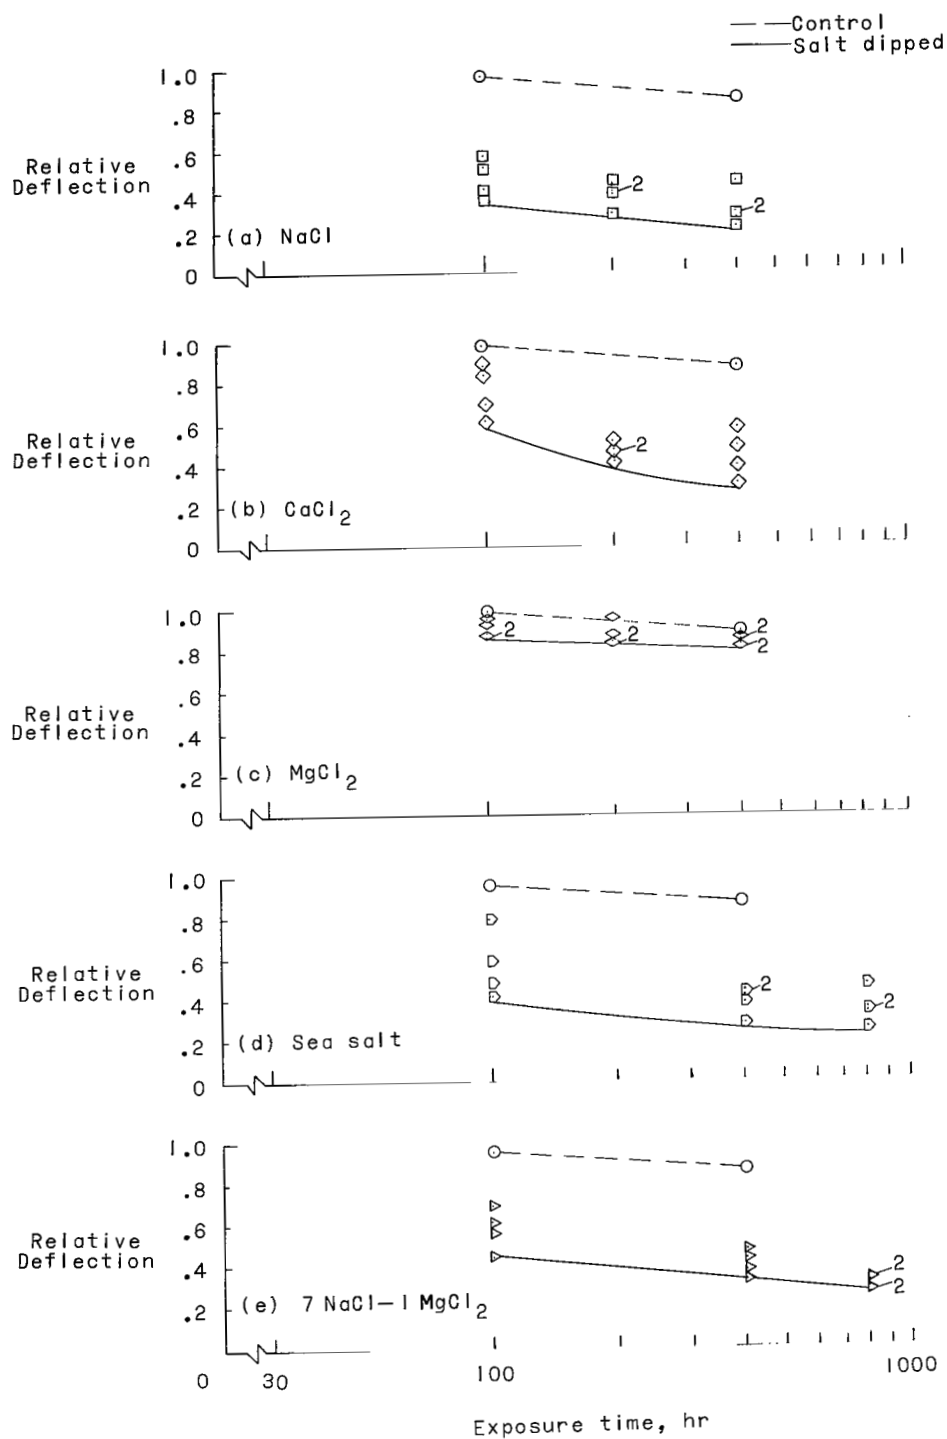 Control
Salt dipped
1.0
.8
.6
Relative
Deflection
.4
.2
0
(a) NaCl
2
2
1.0
.8
.6
Relative
Deflection
.4
.2
0
(b) CaCl2
2
1.0
.8
.6
Relative
Deflection
.4
.2
0
(c) MgCl2
2
2
2
2
1.0
.8
.6
Relative
Deflection
.4
.2
0
(d) Sea salt
2
2
1.0
.8
.6
Relative
Deflection
.4
.2
(e) 7 NaCl–1 MgCl2
2
2
0 30 100 1000
Exposure time, hr